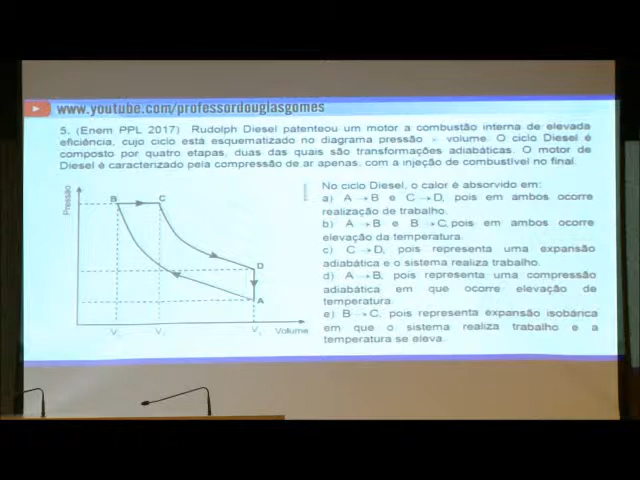 www.youtube.com/professordouglasgomes
5. (Enem PPL 2017) Rudolph Diesel patenteou um motor a combustão interna de elevada
eficiência, cujo ciclo está esquematizado no diagrama pressão × volume. O ciclo Diesel é
composto por quatro etapas, duas das quais são transformações adiabáticas. O motor de
Diesel é caracterizado pela compressão de ar apenas, com a injeção de combustível no final.
Pressão
B
C
D
A
V
V
V
Volume
No ciclo Diesel, o calor é absorvido em:
a) A → B e C → D, pois em ambos ocorre
realização de trabalho.
b) A → B e B → C, pois em ambos ocorre
elevação da temperatura.
c) C → D, pois representa uma expansão
adiabática e o sistema realiza trabalho.
d) A → B, pois representa uma compressão
adiabática em que ocorre elevação de
temperatura.
e) B → C, pois representa expansão isobárica
em que o sistema realiza trabalho e a
temperatura se eleva.